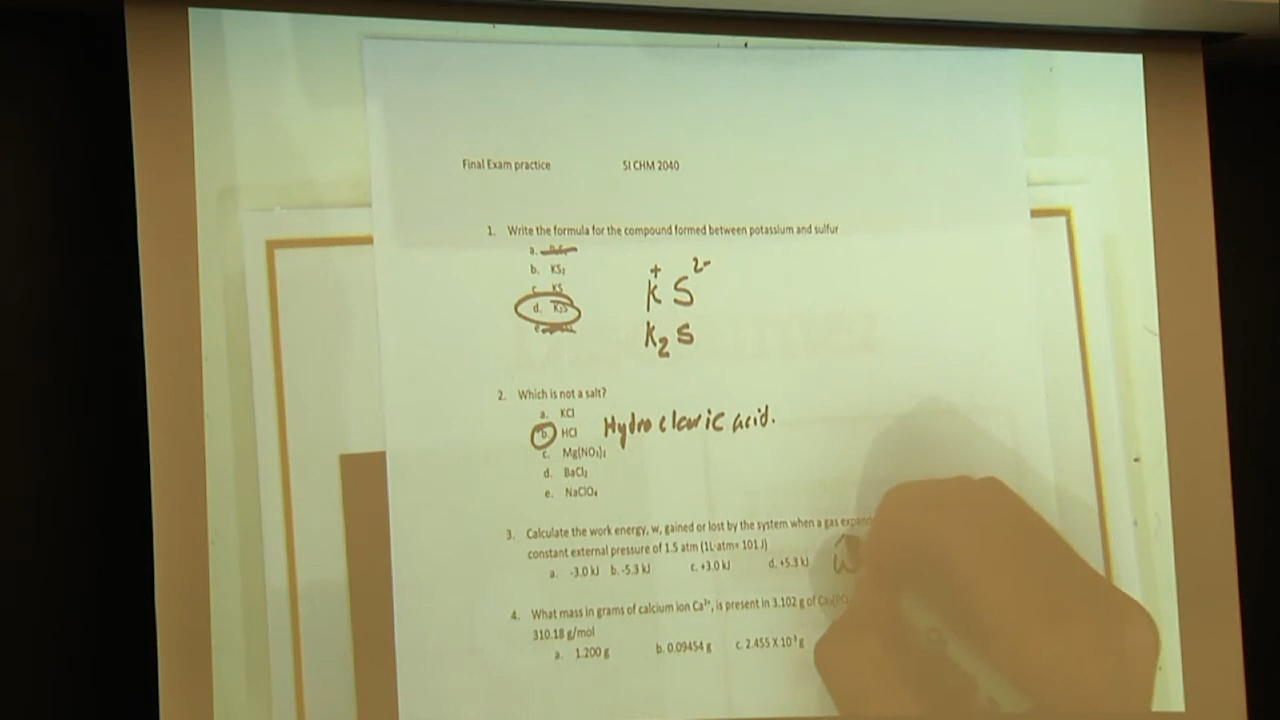 Final Exam practice SI CHM 2040
1. Write the formula for the compound formed between potassium and sulfur
a.
b. KS₂
c. KS
d. K₂S
e.
K⁺ S²⁻
K₂S
2. Which is not a salt?
a. KCl
b. HCl
Hydrocloric acid.
c. Mg(NO₃)₂
d. BaCl₂
e. NaClO₄
3. Calculate the work energy, w, gained or lost by the system when a gas
constant external pressure of 1.5 atm (1L·atm= 101 J)
a. -3.0 kJ b. -5.3 kJ c. +3.0 kJ d. +5.3 kJ
4. What mass in grams of calcium ion Ca²⁺, is present in 3.102 g of
310.18 g/mol
a. 1.200 g b. 0.09454 g c. 2.455 X 10³ g